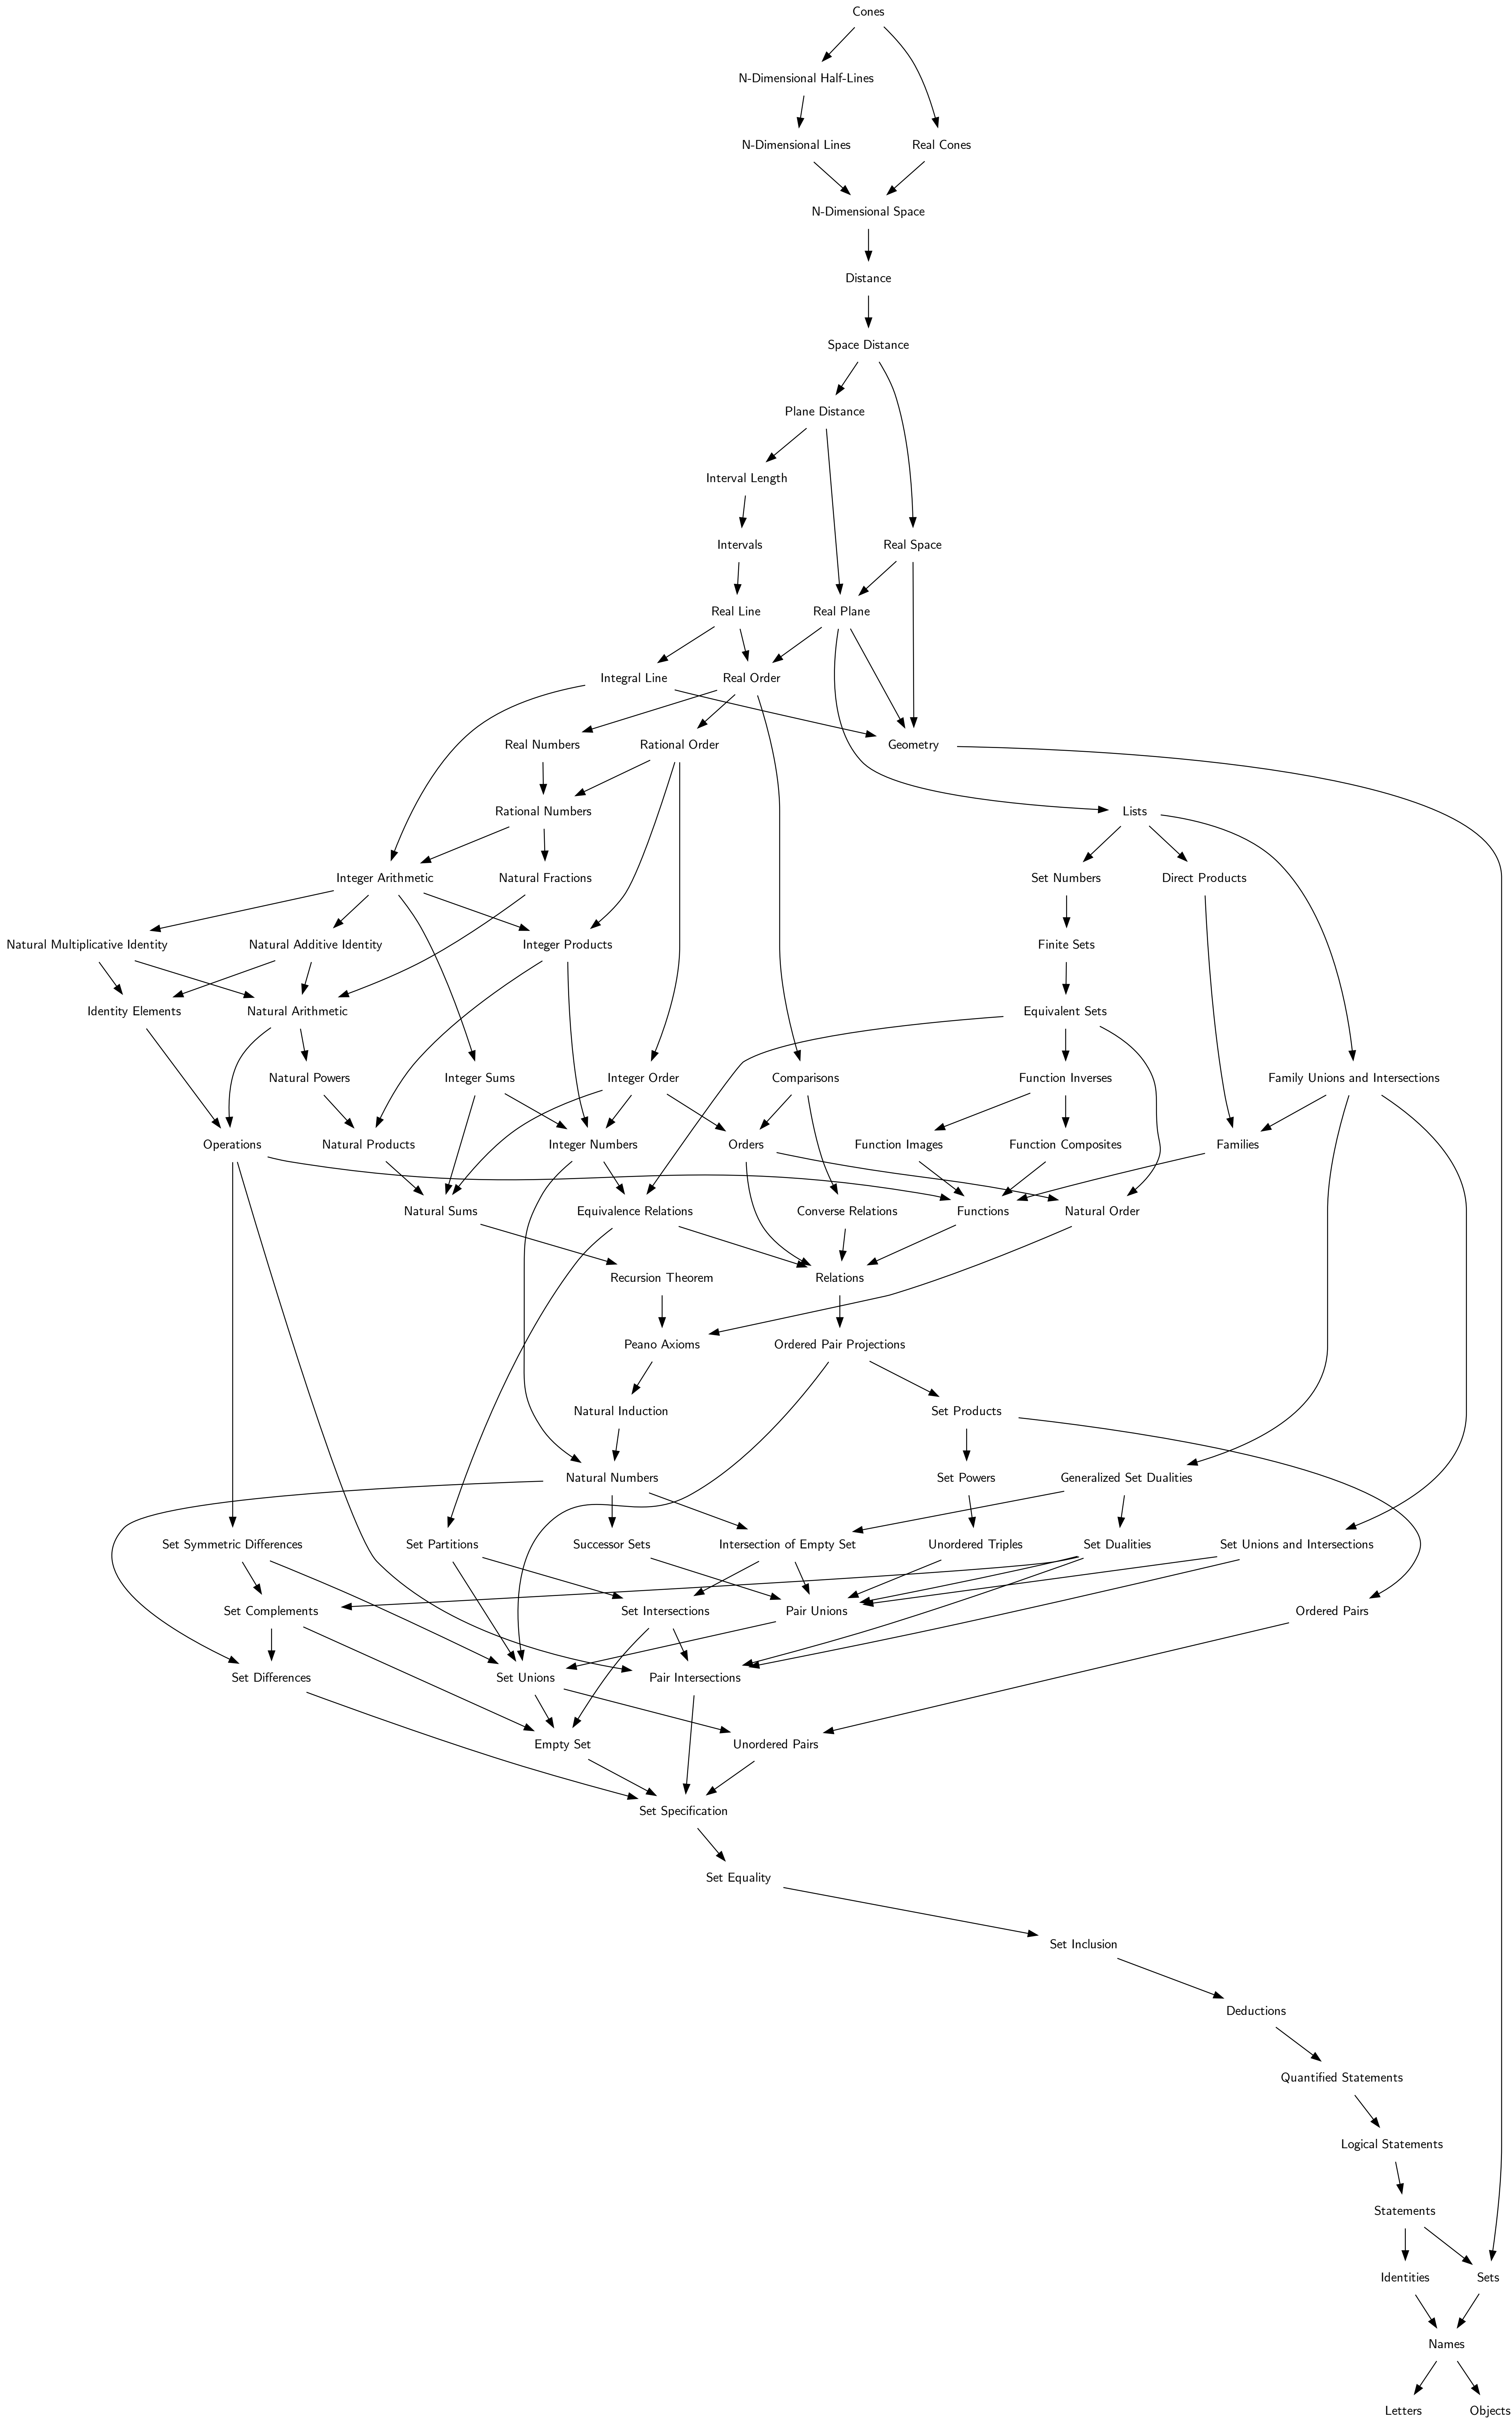 Cones
N-Dimensional Half-Lines
N-Dimensional Lines
Real Cones
N-Dimensional Space
Distance
Space Distance
Plane Distance
Interval Length
Intervals
Real Space
Real Line
Real Plane
Integral Line
Real Order
Real Numbers
Rational Order
Geometry
Rational Numbers
Lists
Integer Arithmetic
Natural Fractions
Set Numbers
Direct Products
Natural Multiplicative Identity
Natural Additive Identity
Integer Products
Finite Sets
Identity Elements
Natural Arithmetic
Equivalent Sets
Natural Powers
Integer Sums
Integer Order
Comparisons
Function Inverses
Family Unions and Intersections
Operations
Natural Products
Integer Numbers
Orders
Function Images
Function Composites
Families
Natural Sums
Equivalence Relations
Converse Relations
Functions
Natural Order
Recursion Theorem
Relations
Peano Axioms
Ordered Pair Projections
Natural Induction
Set Products
Natural Numbers
Set Powers
Generalized Set Dualities
Set Symmetric Differences
Set Partitions
Successor Sets
Intersection of Empty Set
Unordered Triples
Set Dualities
Set Unions and Intersections
Set Complements
Set Intersections
Pair Unions
Ordered Pairs
Set Differences
Set Unions
Pair Intersections
Empty Set
Unordered Pairs
Set Specification
Set Equality
Set Inclusion
Deductions
Quantified Statements
Logical Statements
Statements
Identities
Sets
Names
Letters
Objects